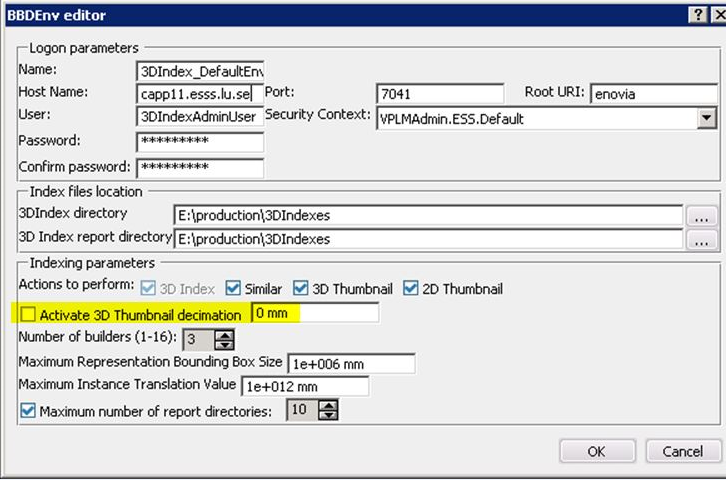 BBDEnv editor
Logon parameters
Name: 3DIndex_DefaultEnv
Host Name: capp11.esss.lu.se Port: 7041 Root URI: enovia
User: 3DIndexAdminUser Security Context: VPLMAdmin.ESS.Default
Password: *********
Confirm password: *********
Index files location
3DIndex directory E:\production\3DIndexes ...
3D Index report directory E:\production\3DIndexes ...
Indexing parameters
Actions to perform: 3D Index Similar 3D Thumbnail 2D Thumbnail
Activate 3D Thumbnail decimation 0 mm
Number of builders (1-16): 3
Maximum Representation Bounding Box Size 1e+006 mm
Maximum Instance Translation Value 1e+012 mm
Maximum number of report directories: 10
OK Cancel